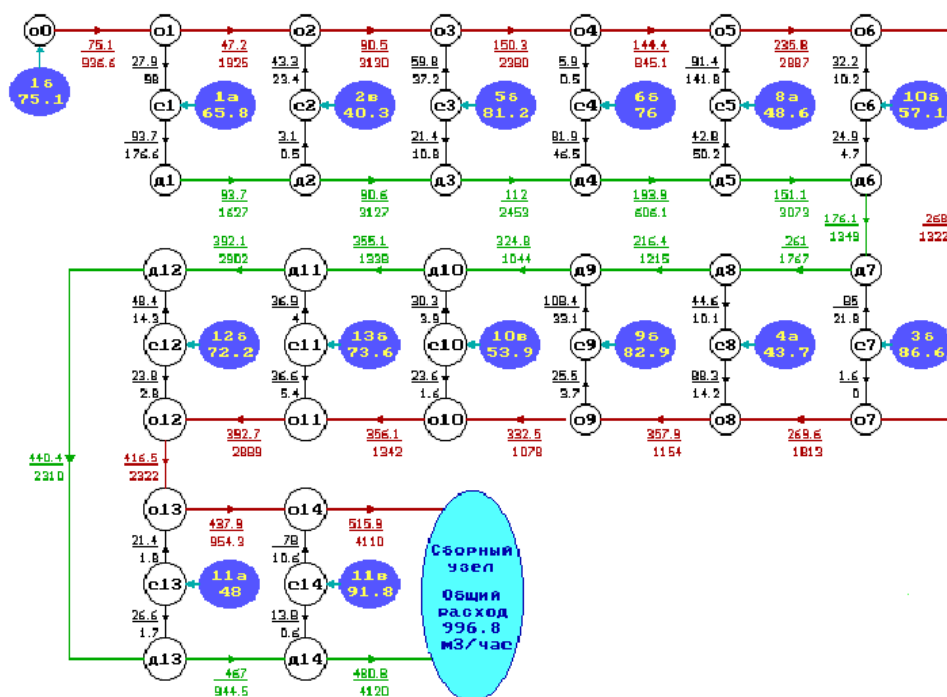 о0 о1 о2 о3 о4 о5 о6
75.1 47.2 90.5 150.3 144.4 235.8
936.6 1925 3130 2380 845.1 2887
27.9 43.3 59.8 5.9 91.4 32.2
98 23.4 37.2 0.5 141.8 10.2
1б 1а 2в 5б 6б 8а 10б
75.1 65.8 40.3 81.2 76 48.6 57.1
с1 с2 с3 с4 с5 с6
93.7 3.1 21.4 81.9 42.8 24.9
176.6 0.5 10.8 46.5 50.2 4.7
д1 д2 д3 д4 д5 д6
93.7 90.6 112 193.9 151.1
1627 3127 2453 606.1 3073
176.1 268
1349 1322
392.1 355.1 324.8 216.4 261
2902 1338 1044 1215 1767
д12 д11 д10 д9 д8 д7
48.4 36.9 30.3 108.4 44.6 85
14.3 4 3.9 33.1 10.1 21.8
12б 13б 10в 9б 4а 3б
72.2 73.6 53.9 82.9 43.7 86.6
с12 с11 с10 с9 с8 с7
23.8 36.6 23.6 25.5 88.3 1.6
2.8 5.4 1.6 3.7 14.2 0
о12 о11 о10 о9 о8 о7
392.7 356.1 332.5 357.9 269.6
2889 1342 1078 1154 1813
440.4 416.5
2310 2322
о13 о14
437.9 515.9
954.3 4110
21.4 78
1.8 10.6
11а 11в
48 91.8
с13 с14
26.6 13.8
1.7 0.6
д13 д14
467 480.8
944.5 4120
Сборный
узел
Общий
расход
996.8
м3/час